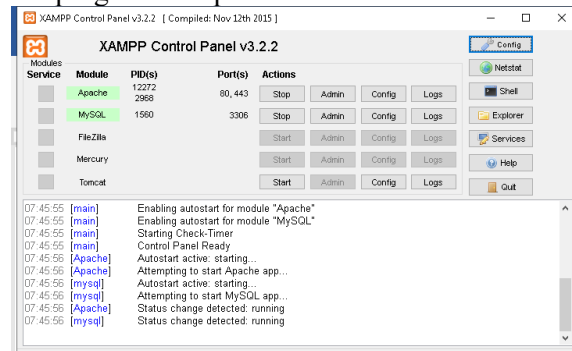 XAMPP Control Panel v3.2.2 [ Compiled: Nov 12th 2015 ]
XAMPP Control Panel v3.2.2
Config
Modules
Service Module PID(s) Port(s) Actions
Netstat
Apache 12272 2968 80, 443 Stop Admin Config Logs
Shell
MySQL 1560 3306 Stop Admin Config Logs
Explorer
FileZilla Start Admin Config Logs
Services
Mercury Start Admin Config Logs
Help
Tomcat Start Admin Config Logs
Quit
07:45:55 [main] Enabling autostart for module "Apache"
07:45:55 [main] Enabling autostart for module "MySQL"
07:45:55 [main] Starting Check-Timer
07:45:55 [main] Control Panel Ready
07:45:56 [Apache] Autostart active: starting...
07:45:56 [Apache] Attempting to start Apache app...
07:45:56 [mysql] Autostart active: starting...
07:45:56 [mysql] Attempting to start MySQL app...
07:45:56 [Apache] Status change detected: running
07:45:56 [mysql] Status change detected: running